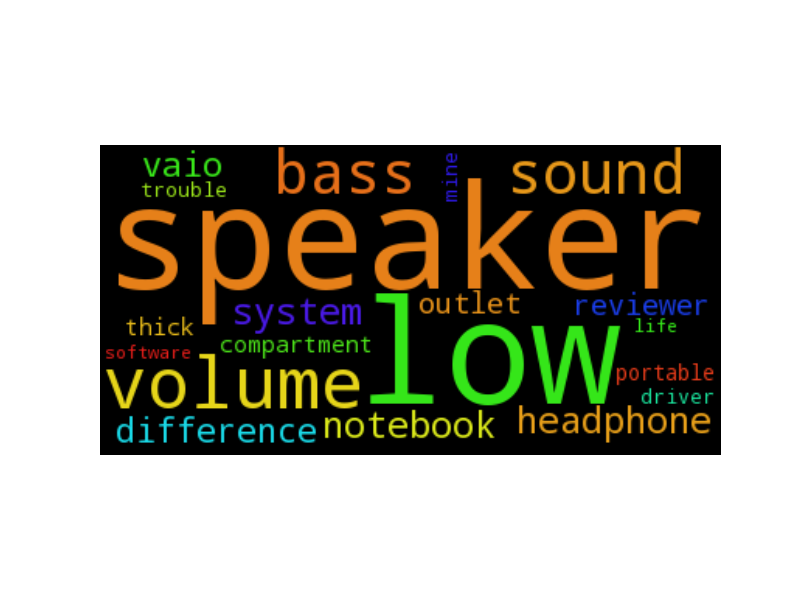 vaio bass mine sound
trouble
speaker
system outlet reviewer
thick low life
compartment
software
volume portable
driver
difference notebook headphone